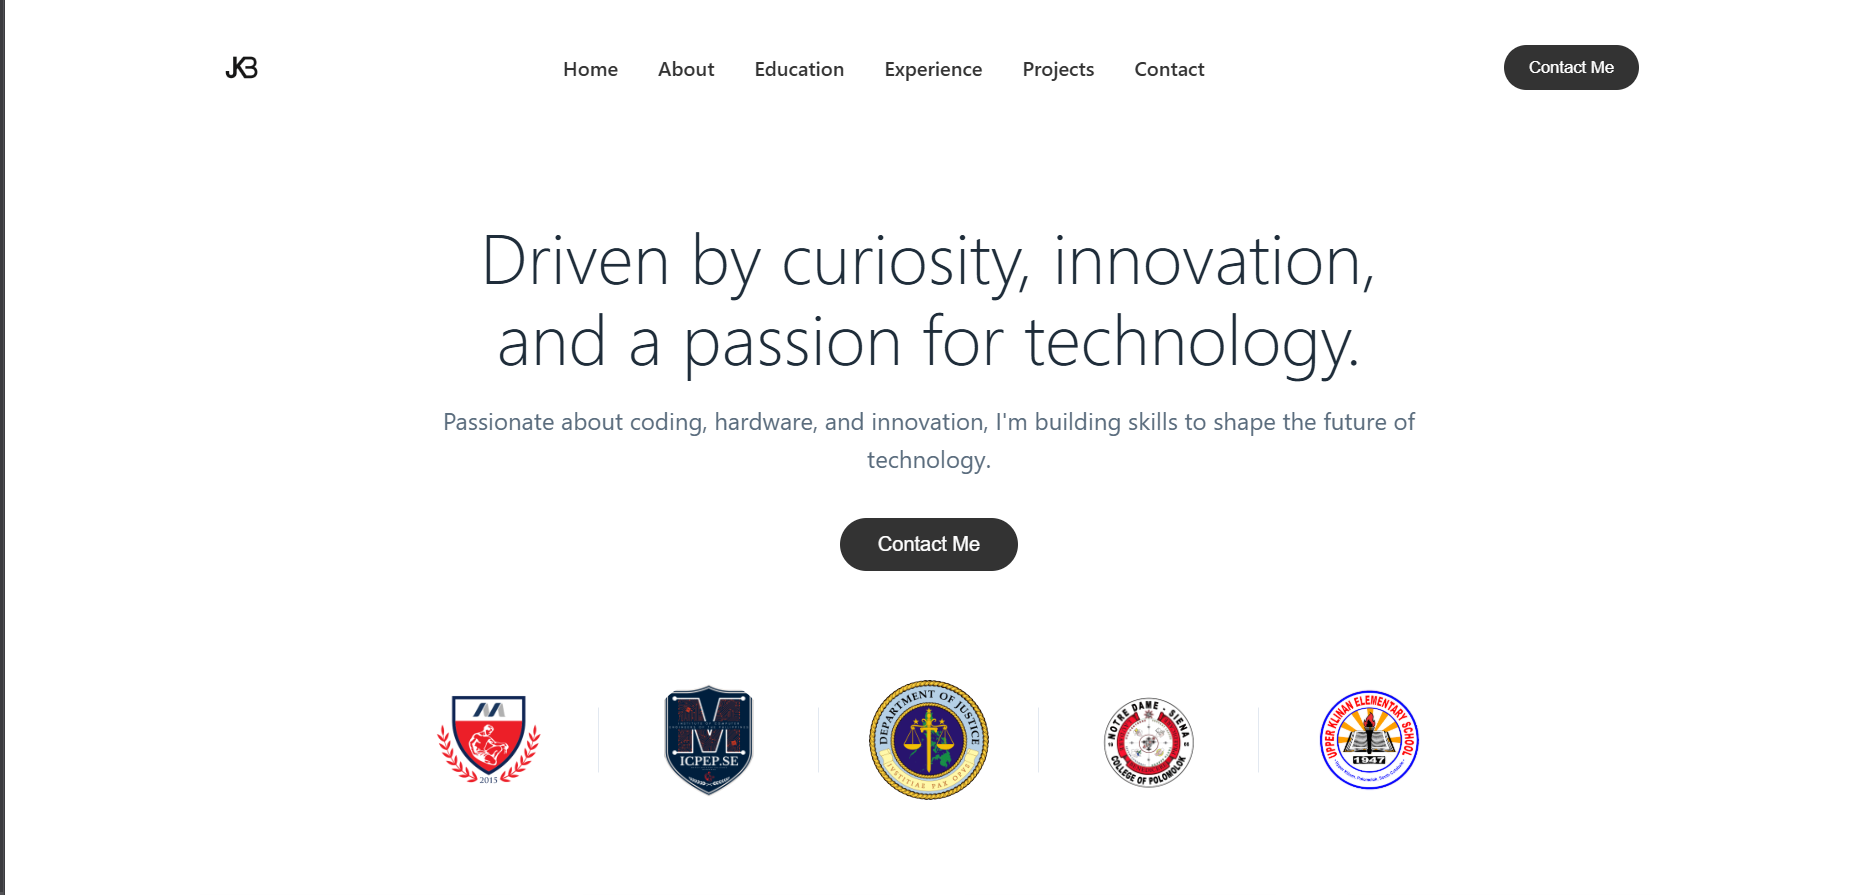 JKB
Home About Education Experience Projects Contact
Contact Me
Driven by curiosity, innovation,
and a passion for technology.
Passionate about coding, hardware, and innovation, I'm building skills to shape the future of
technology.
Contact Me
2015
M
ICPEP.SE
DEPARTMENT OF JUSTICE
NOTRE DAME - SIENA
COLLEGE OF POLOMOLOK
UPPER KLINAN ELEMENTARY SCHOOL
1947